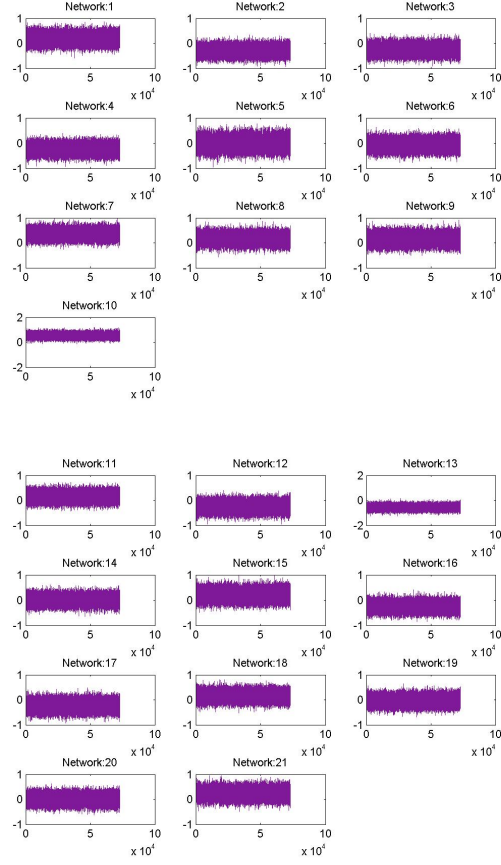 Network:1 Network:2 Network:3
1 1 1
0 0 0
-1 -1 -1
0 5 10 0 5 10 0 5 10
x 10^4 x 10^4 x 10^4
Network:4 Network:5 Network:6
1 1 1
0 0 0
-1 -1 -1
0 5 10 0 5 10 0 5 10
x 10^4 x 10^4 x 10^4
Network:7 Network:8 Network:9
1 1 1
0 0 0
-1 -1 -1
0 5 10 0 5 10 0 5 10
x 10^4 x 10^4 x 10^4
Network:10
2
0
-2
0 5 10
x 10^4
Network:11 Network:12 Network:13
1 1 2
0 0 0
-1 -1 -2
0 5 10 0 5 10 0 5 10
x 10^4 x 10^4 x 10^4
Network:14 Network:15 Network:16
1 1 1
0 0 0
-1 -1 -1
0 5 10 0 5 10 0 5 10
x 10^4 x 10^4 x 10^4
Network:17 Network:18 Network:19
1 1 1
0 0 0
-1 -1 -1
0 5 10 0 5 10 0 5 10
x 10^4 x 10^4 x 10^4
Network:20 Network:21
1 1
0 0
-1 -1
0 5 10 0 5 10
x 10^4 x 10^4